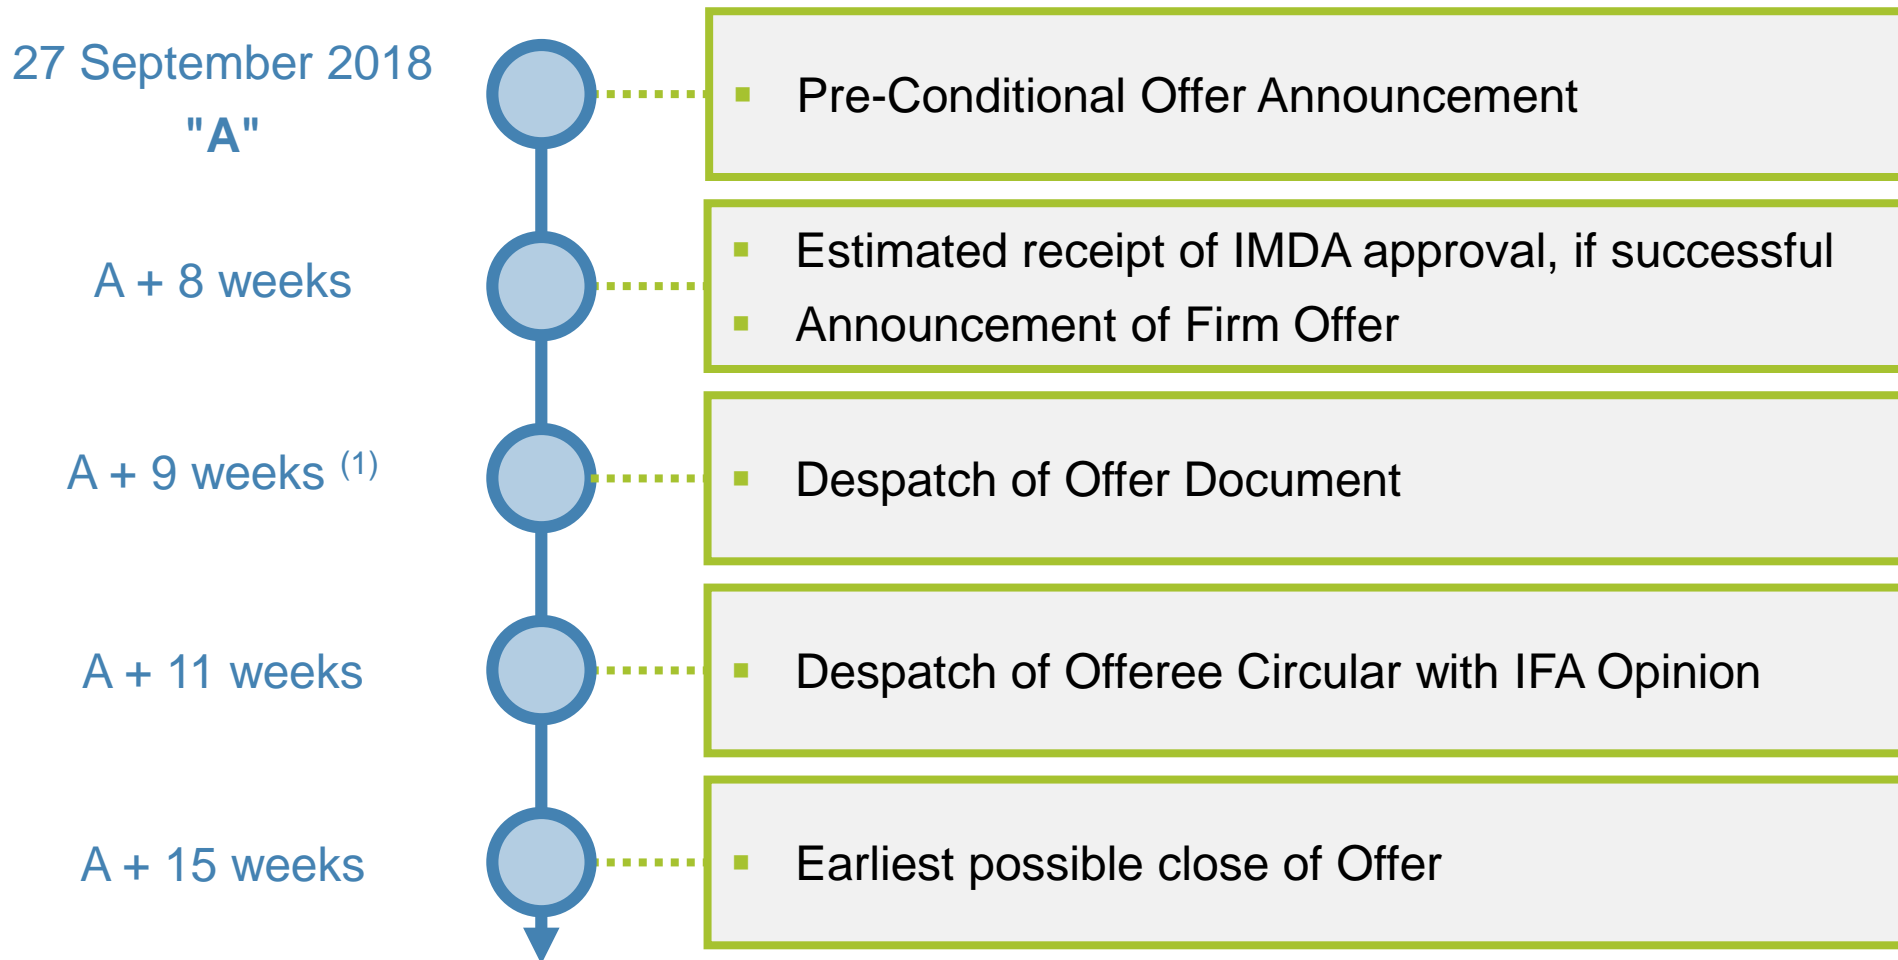 27 September 2018
"A"
▪ Pre-Conditional Offer Announcement
A + 8 weeks
▪ Estimated receipt of IMDA approval, if successful
▪ Announcement of Firm Offer
A + 9 weeks (1)
▪ Despatch of Offer Document
A + 11 weeks
▪ Despatch of Offeree Circular with IFA Opinion
A + 15 weeks
▪ Earliest possible close of Offer